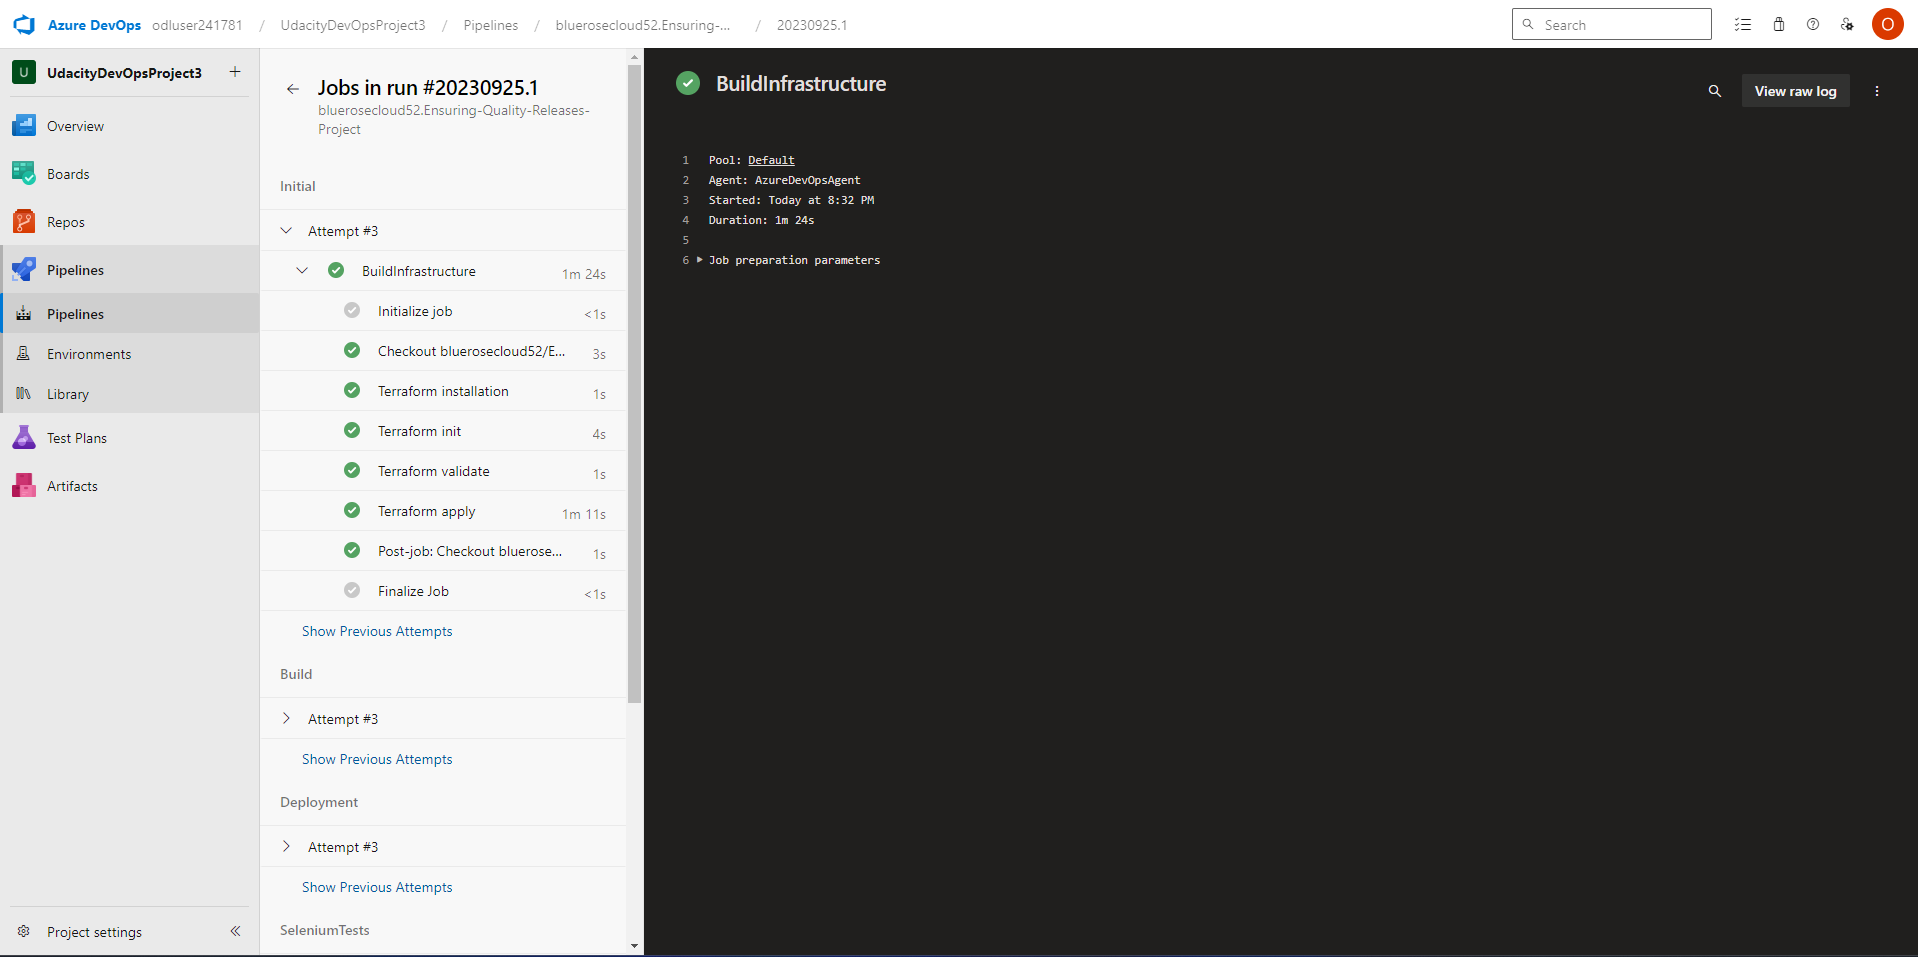 Azure DevOps odluser241781 / UdacityDevOpsProject3 / Pipelines / bluerosecloud52.Ensuring-... / 20230925.1
Search
O
U UdacityDevOpsProject3 +
Overview
Boards
Repos
Pipelines
Pipelines
Environments
Library
Test Plans
Artifacts
Project settings
Jobs in run #20230925.1
bluerosecloud52.Ensuring-Quality-Releases-
Project
Initial
Attempt #3
BuildInfrastructure 1m 24s
Initialize job <1s
Checkout bluerosecloud52/E... 3s
Terraform installation 1s
Terraform init 4s
Terraform validate 1s
Terraform apply 1m 11s
Post-job: Checkout bluerose... 1s
Finalize Job <1s
Show Previous Attempts
Build
Attempt #3
Show Previous Attempts
Deployment
Attempt #3
Show Previous Attempts
SeleniumTests
BuildInfrastructure
View raw log
1 Pool: Default
2 Agent: AzureDevOpsAgent
3 Started: Today at 8:32 PM
4 Duration: 1m 24s
5
6 Job preparation parameters